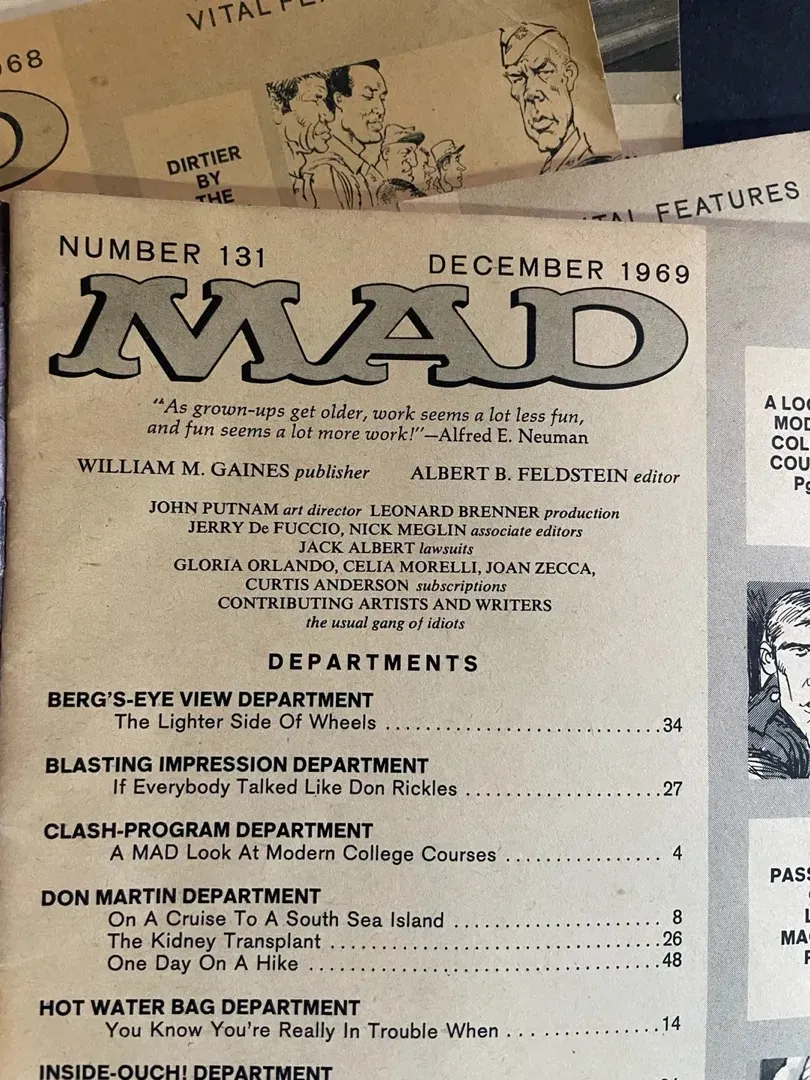 VITAL
68
DIRTIER
BY
THE
FEATURES
NUMBER 131
DECEMBER 1969
MAD
"As grown-ups get older, work seems a lot less fun,
and fun seems a lot more work!"—Alfred E. Neuman
WILLIAM M. GAINES publisher ALBERT B. FELDSTEIN editor
JOHN PUTNAM art director LEONARD BRENNER production
JERRY De FUCCIO, NICK MEGLIN associate editors
JACK ALBERT lawsuits
GLORIA ORLANDO, CELIA MORELLI, JOAN ZECCA,
CURTIS ANDERSON subscriptions
CONTRIBUTING ARTISTS AND WRITERS
the usual gang of idiots
DEPARTMENTS
BERG'S-EYE VIEW DEPARTMENT
The Lighter Side Of Wheels ............................34
BLASTING IMPRESSION DEPARTMENT
If Everybody Talked Like Don Rickles ....................27
CLASH-PROGRAM DEPARTMENT
A MAD Look At Modern College Courses ................ 4
DON MARTIN DEPARTMENT
On A Cruise To A South Sea Island ..................... 8
The Kidney Transplant ..................................26
One Day On A Hike ....................................48
HOT WATER BAG DEPARTMENT
You Know You're Really In Trouble When ................14
INSIDE-OUCH! DEPARTMENT
A LOO
MOD
COL
COU
Pg
PASS
L
MAG